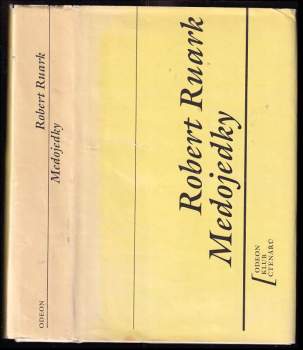 Robert Ruark
Medojedky
ODEON
Robert Ruark
Medojedky
ODEON
KLUB
ČTENÁŘŮ